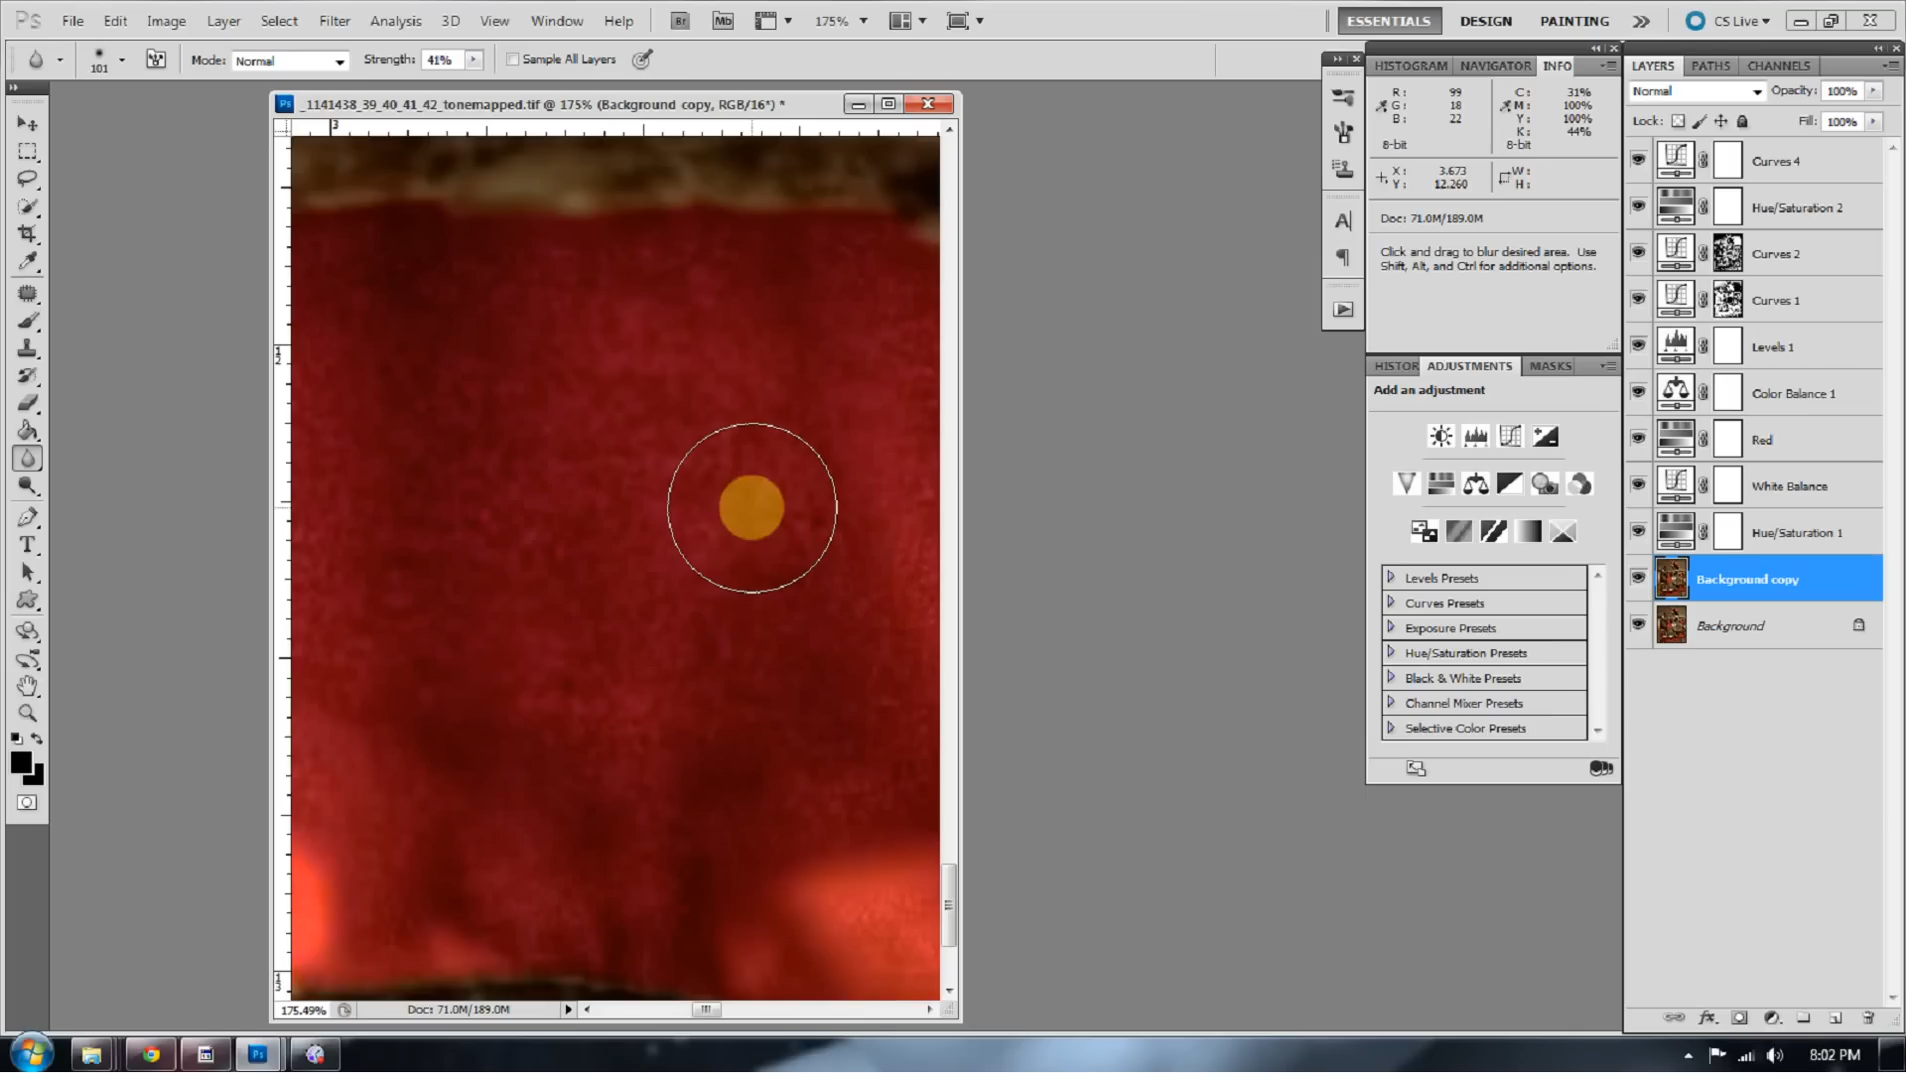 Ps File Edit Image Layer Select Filter Analysis 3D View Window Help Br Mb 175% ESSENTIALS DESIGN PAINTING CS Live
101 Mode: Normal Strength: 41% Sample All Layers
Ps _1141438_39_40_41_42_tonemapped.tif @ 175% (Background copy, RGB/16*) *
3
HISTOGRAM NAVIGATOR INFO
R: 99 C: 31%
G: 18 M: 100%
B: 22 Y: 100%
K: 44%
8-bit 8-bit
X: 3.673 W:
Y: 12.260 H:
Doc: 71.0M/189.0M
Click and drag to blur desired area. Use
Shift, Alt, and Ctrl for additional options.
HISTOR ADJUSTMENTS MASKS
Add an adjustment
Levels Presets
Curves Presets
Exposure Presets
Hue/Saturation Presets
Black & White Presets
Channel Mixer Presets
Selective Color Presets
LAYERS PATHS CHANNELS
Normal Opacity: 100%
Lock: Fill: 100%
Curves 4
Hue/Saturation 2
Curves 2
Curves 1
Levels 1
Color Balance 1
Red
White Balance
Hue/Saturation 1
Background copy
Background
fx
175.49% Doc: 71.0M/189.0M
Ps 8:02 PM